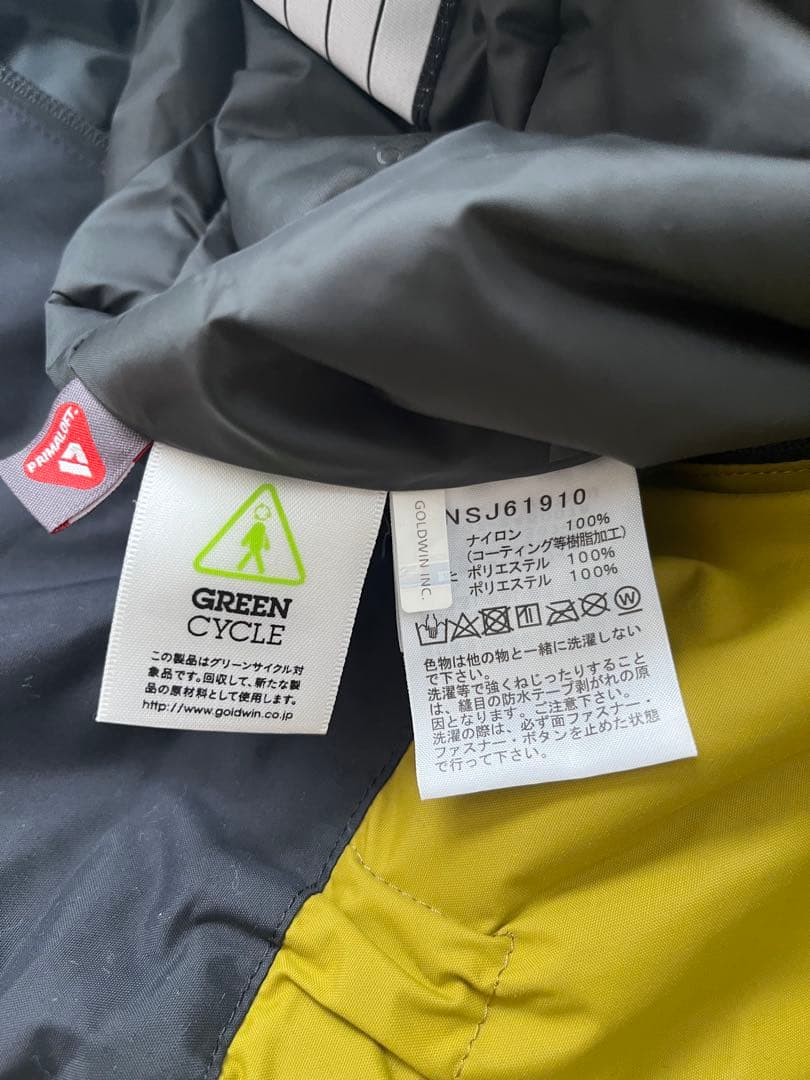 PRIMALOFT
GREEN
CYCLE
この製品はグリーンサイクル対
象品です。回収して、新たな製
品の原材料として使用します。
http://www.goldwin.co.jp
GOLDWIN INC.
NSJ61910
ナイロン 100%
(コーティング等樹脂加工)
ポリエステル 100%
ポリエステル 100%
色物は他の物と一緒に洗濯しない
で下さい。
洗濯等で強くねじったりすること
は、縫目の防水テープ剥がれの原
因となります。ご注意下さい。
洗濯の際は、必ず面ファスナー・
ファスナー・ボタンを止めた状態
で行って下さい。